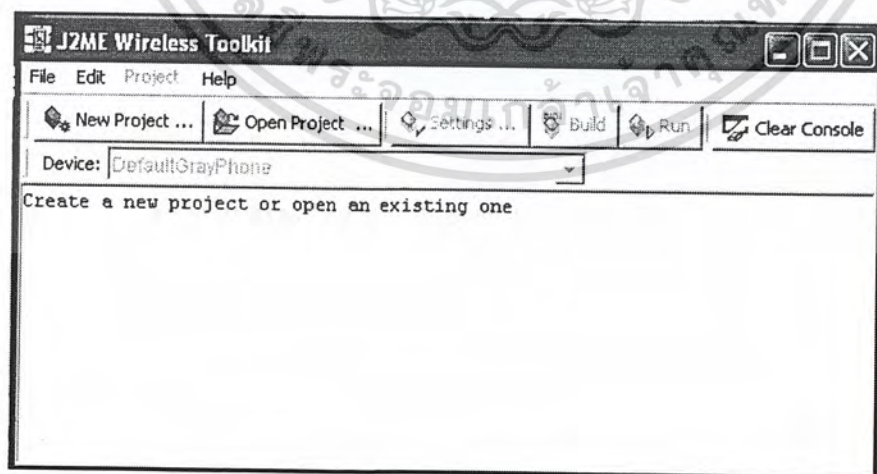 J2ME Wireless Toolkit
File Edit Project Help
New Project ... Open Project ... Settings ... Build Run Clear Console
Device: DefaultGrayPhone
Create a new project or open an existing one